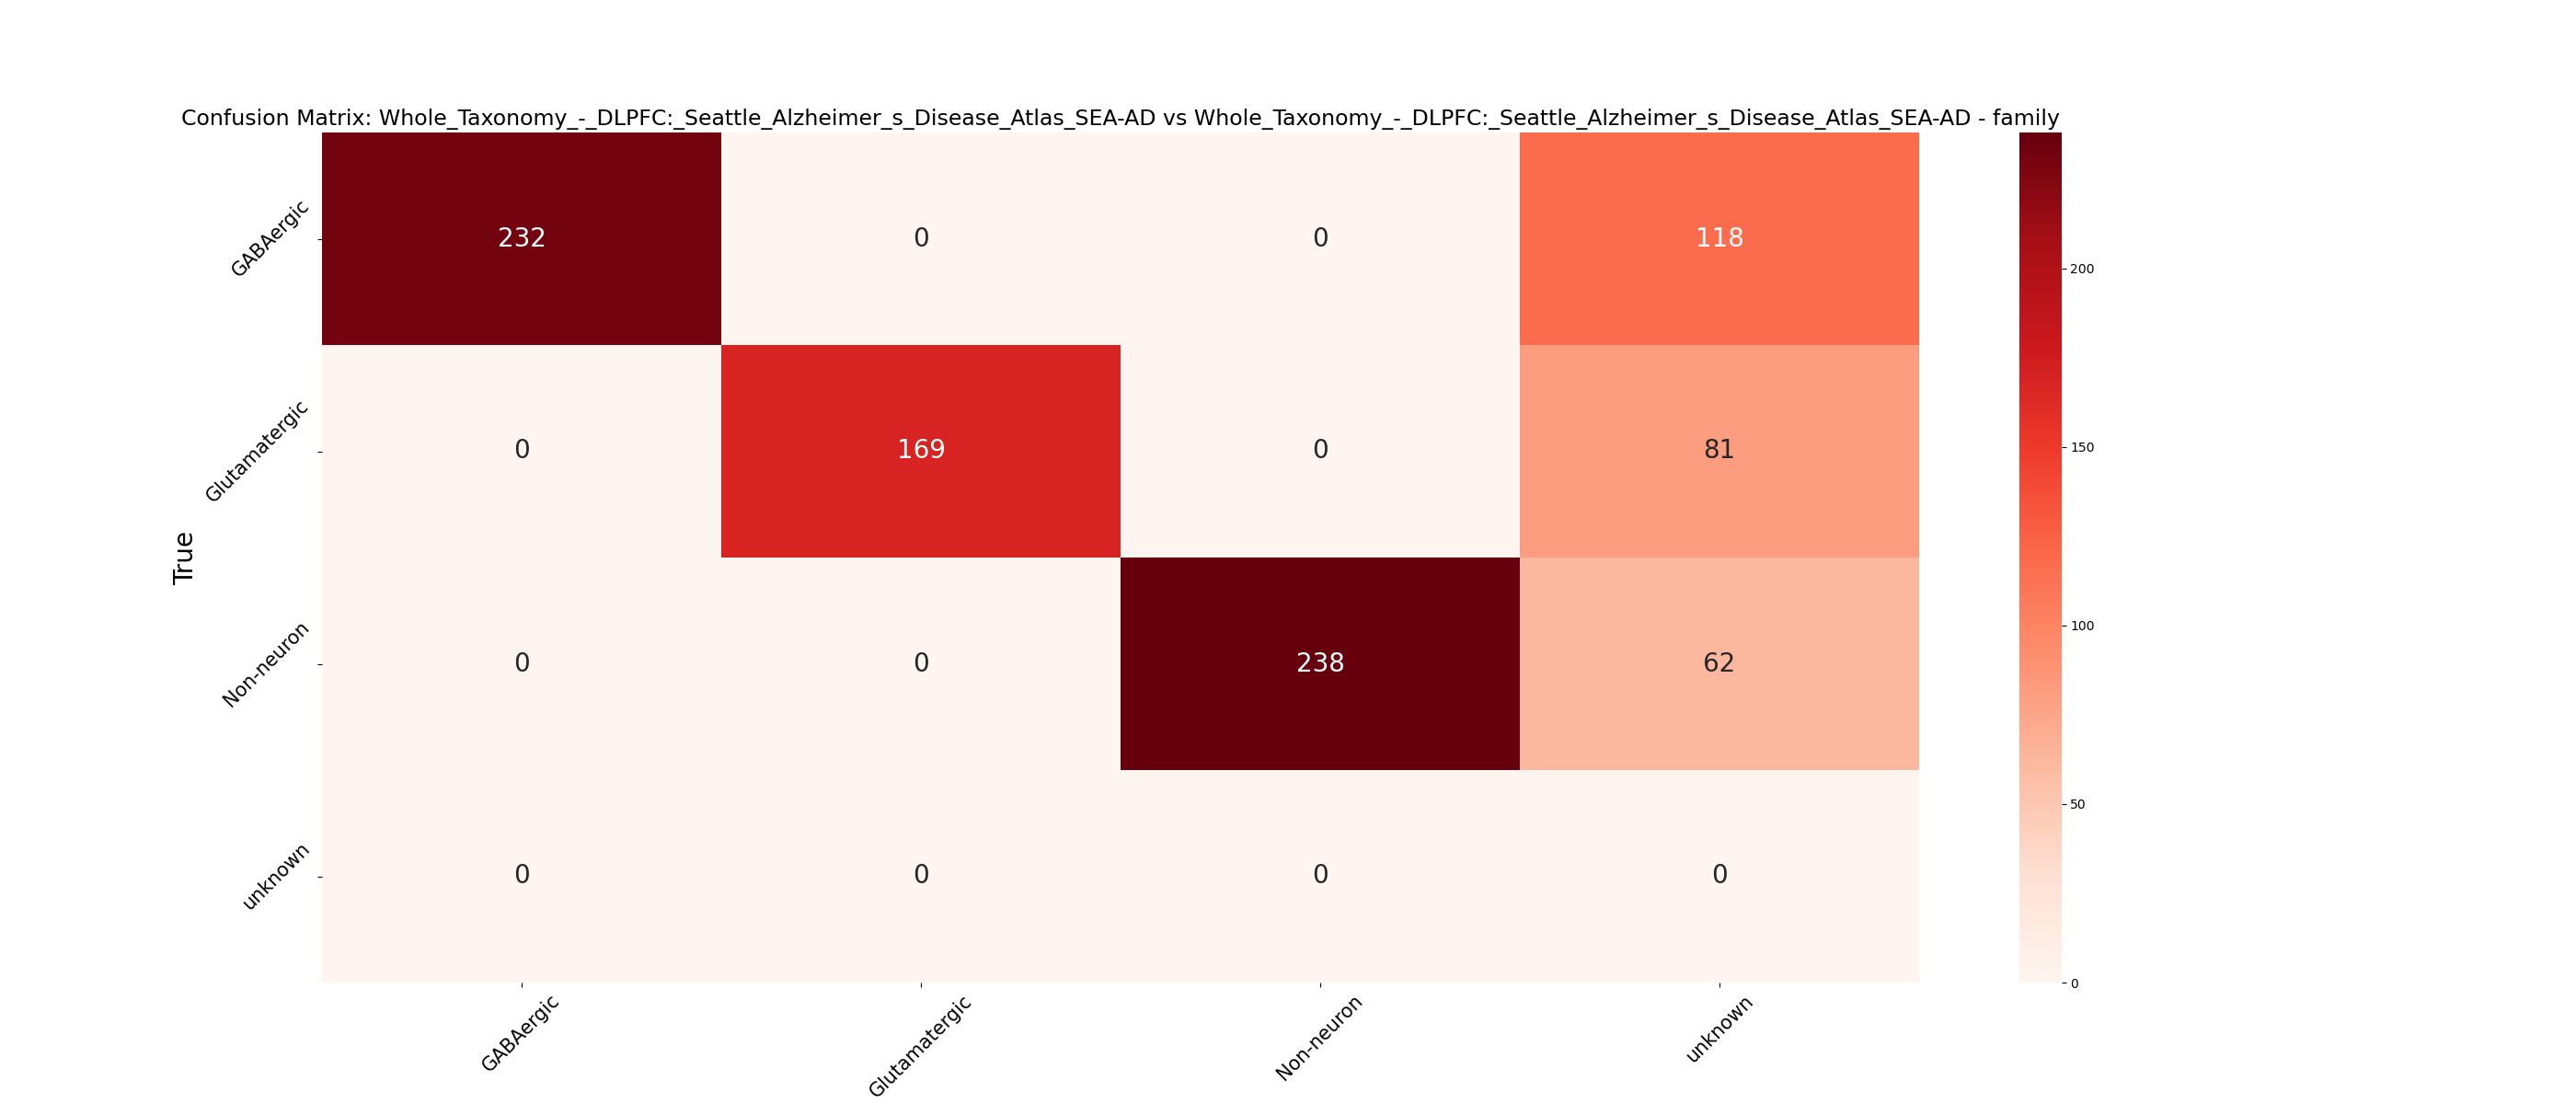 Confusion Matrix: Whole_Taxonomy_-_DLPFC:_Seattle_Alzheimer_s_Disease_Atlas_SEA-AD vs Whole_Taxonomy_-_DLPFC:_Seattle_Alzheimer_s_Disease_Atlas_SEA-AD - family
GABAergic
232 0 0 118
Glutamatergic
0 169 0 81
Non-neuron
0 0 238 62
unknown
0 0 0 0
True
GABAergic Glutamatergic Non-neuron unknown
200
150
100
50
0